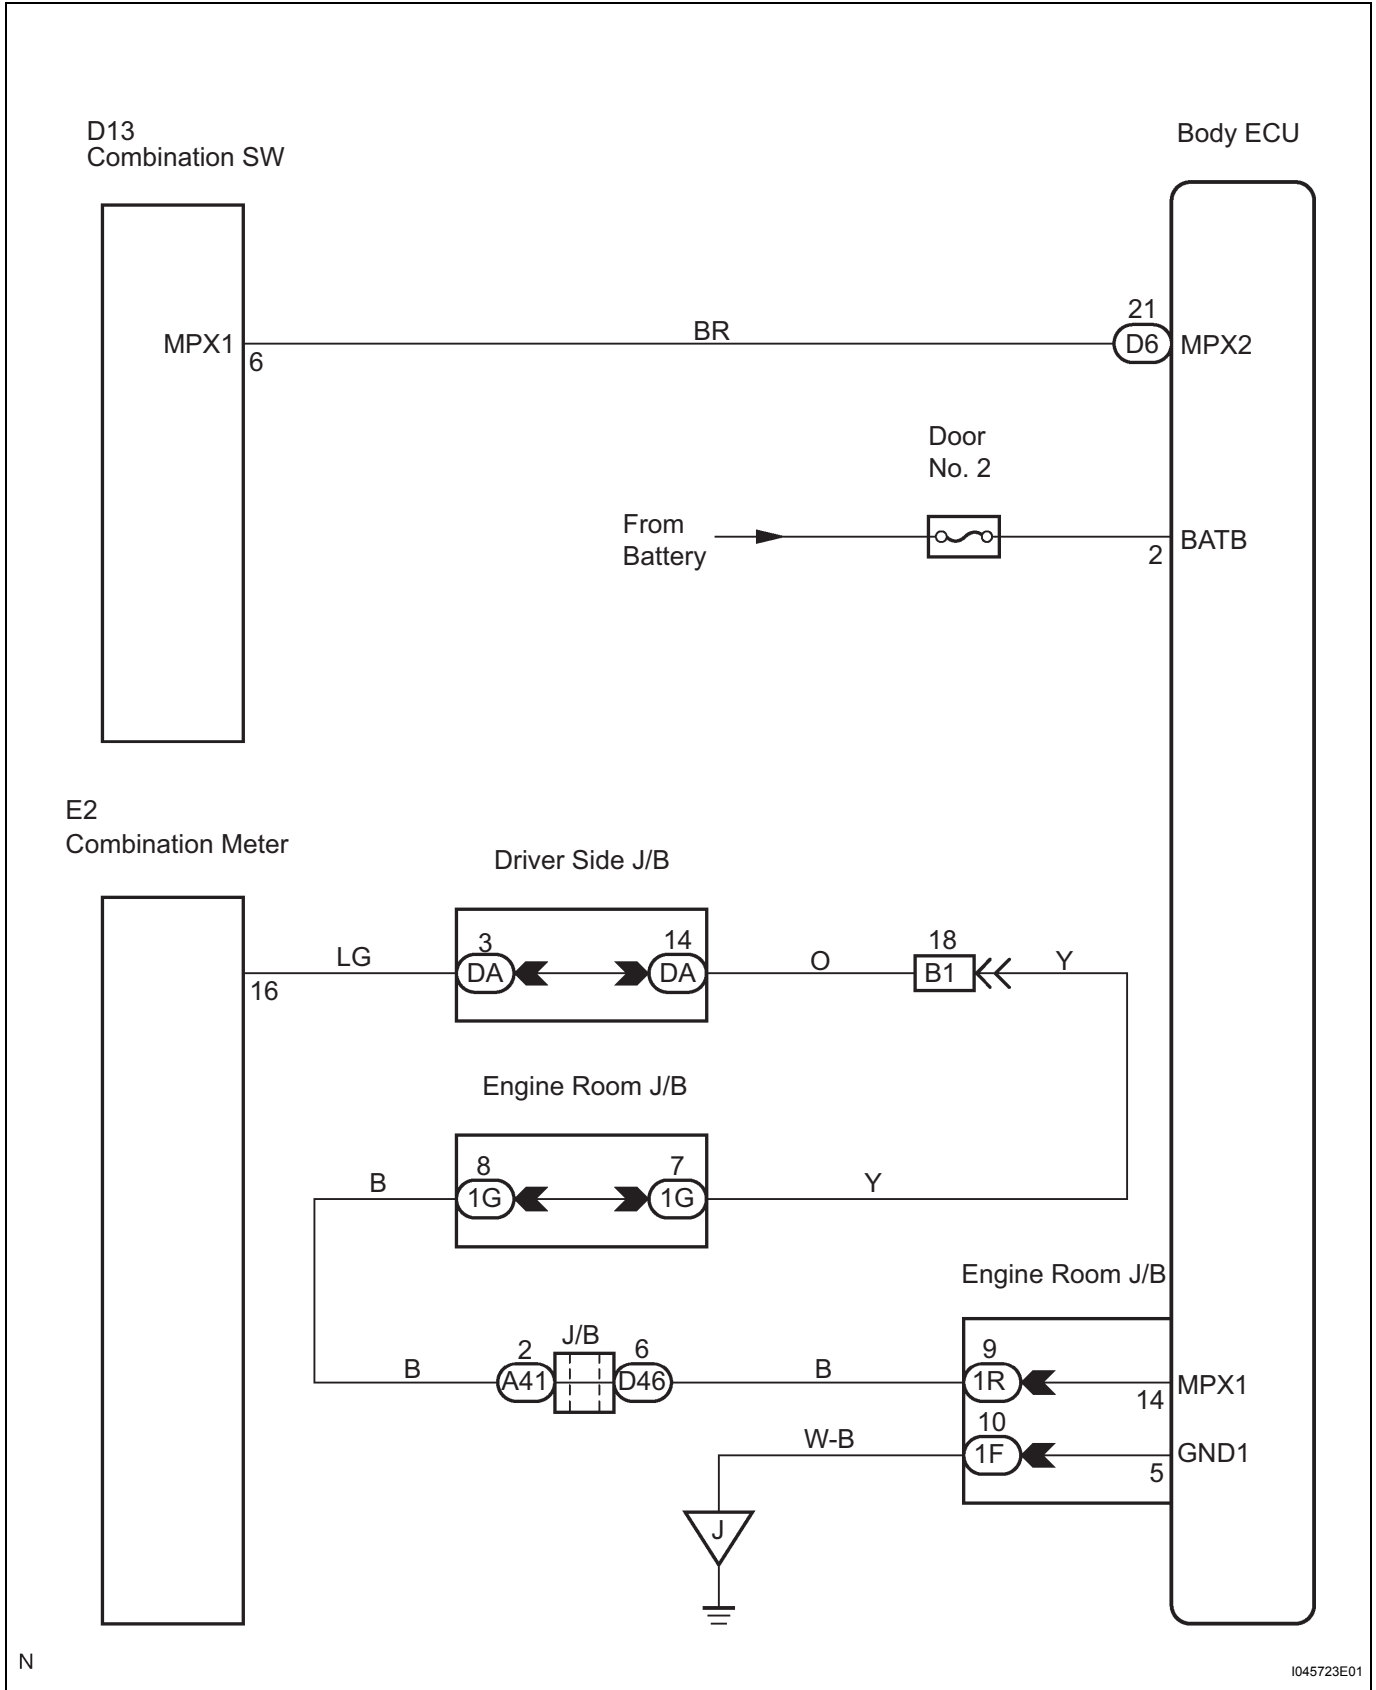 D13
Combination SW
Body ECU
MPX1
6
BR
21
D6
MPX2
Door
No. 2
From
Battery
2
BATB
E2
Combination Meter
Driver Side J/B
16
LG
3
DA
14
DA
O
18
B1
Y
Engine Room J/B
B
8
1G
7
1G
Y
Engine Room J/B
B
2
A41
J/B
6
D46
B
9
1R
14
MPX1
W-B
10
1F
5
GND1
J
N
I045723E01